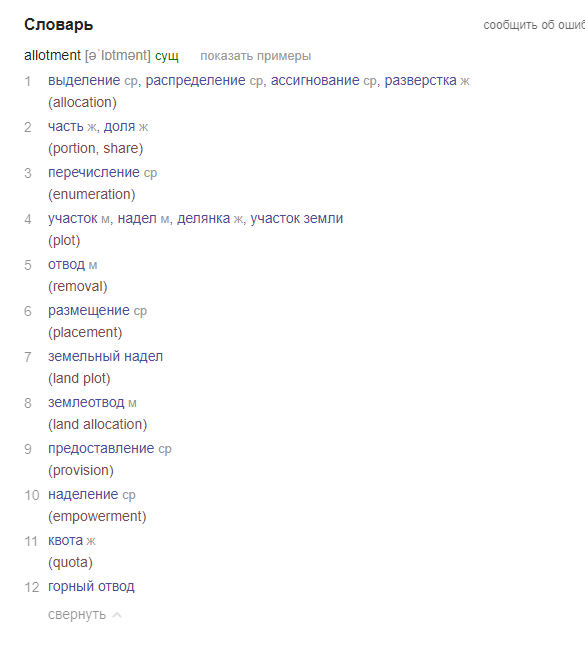 Словарь
сообщить об ошиб
allotment [əˈlɒtmənt] сущ показать примеры
1 выделение ср, распределение ср, ассигнование ср, разверстка ж
(allocation)
2 часть ж, доля ж
(portion, share)
3 перечисление ср
(enumeration)
4 участок м, надел м, делянка ж, участок земли
(plot)
5 отвод м
(removal)
6 размещение ср
(placement)
7 земельный надел
(land plot)
8 землеотвод м
(land allocation)
9 предоставление ср
(provision)
10 наделение ср
(empowerment)
11 квота ж
(quota)
12 горный отвод
свернуть